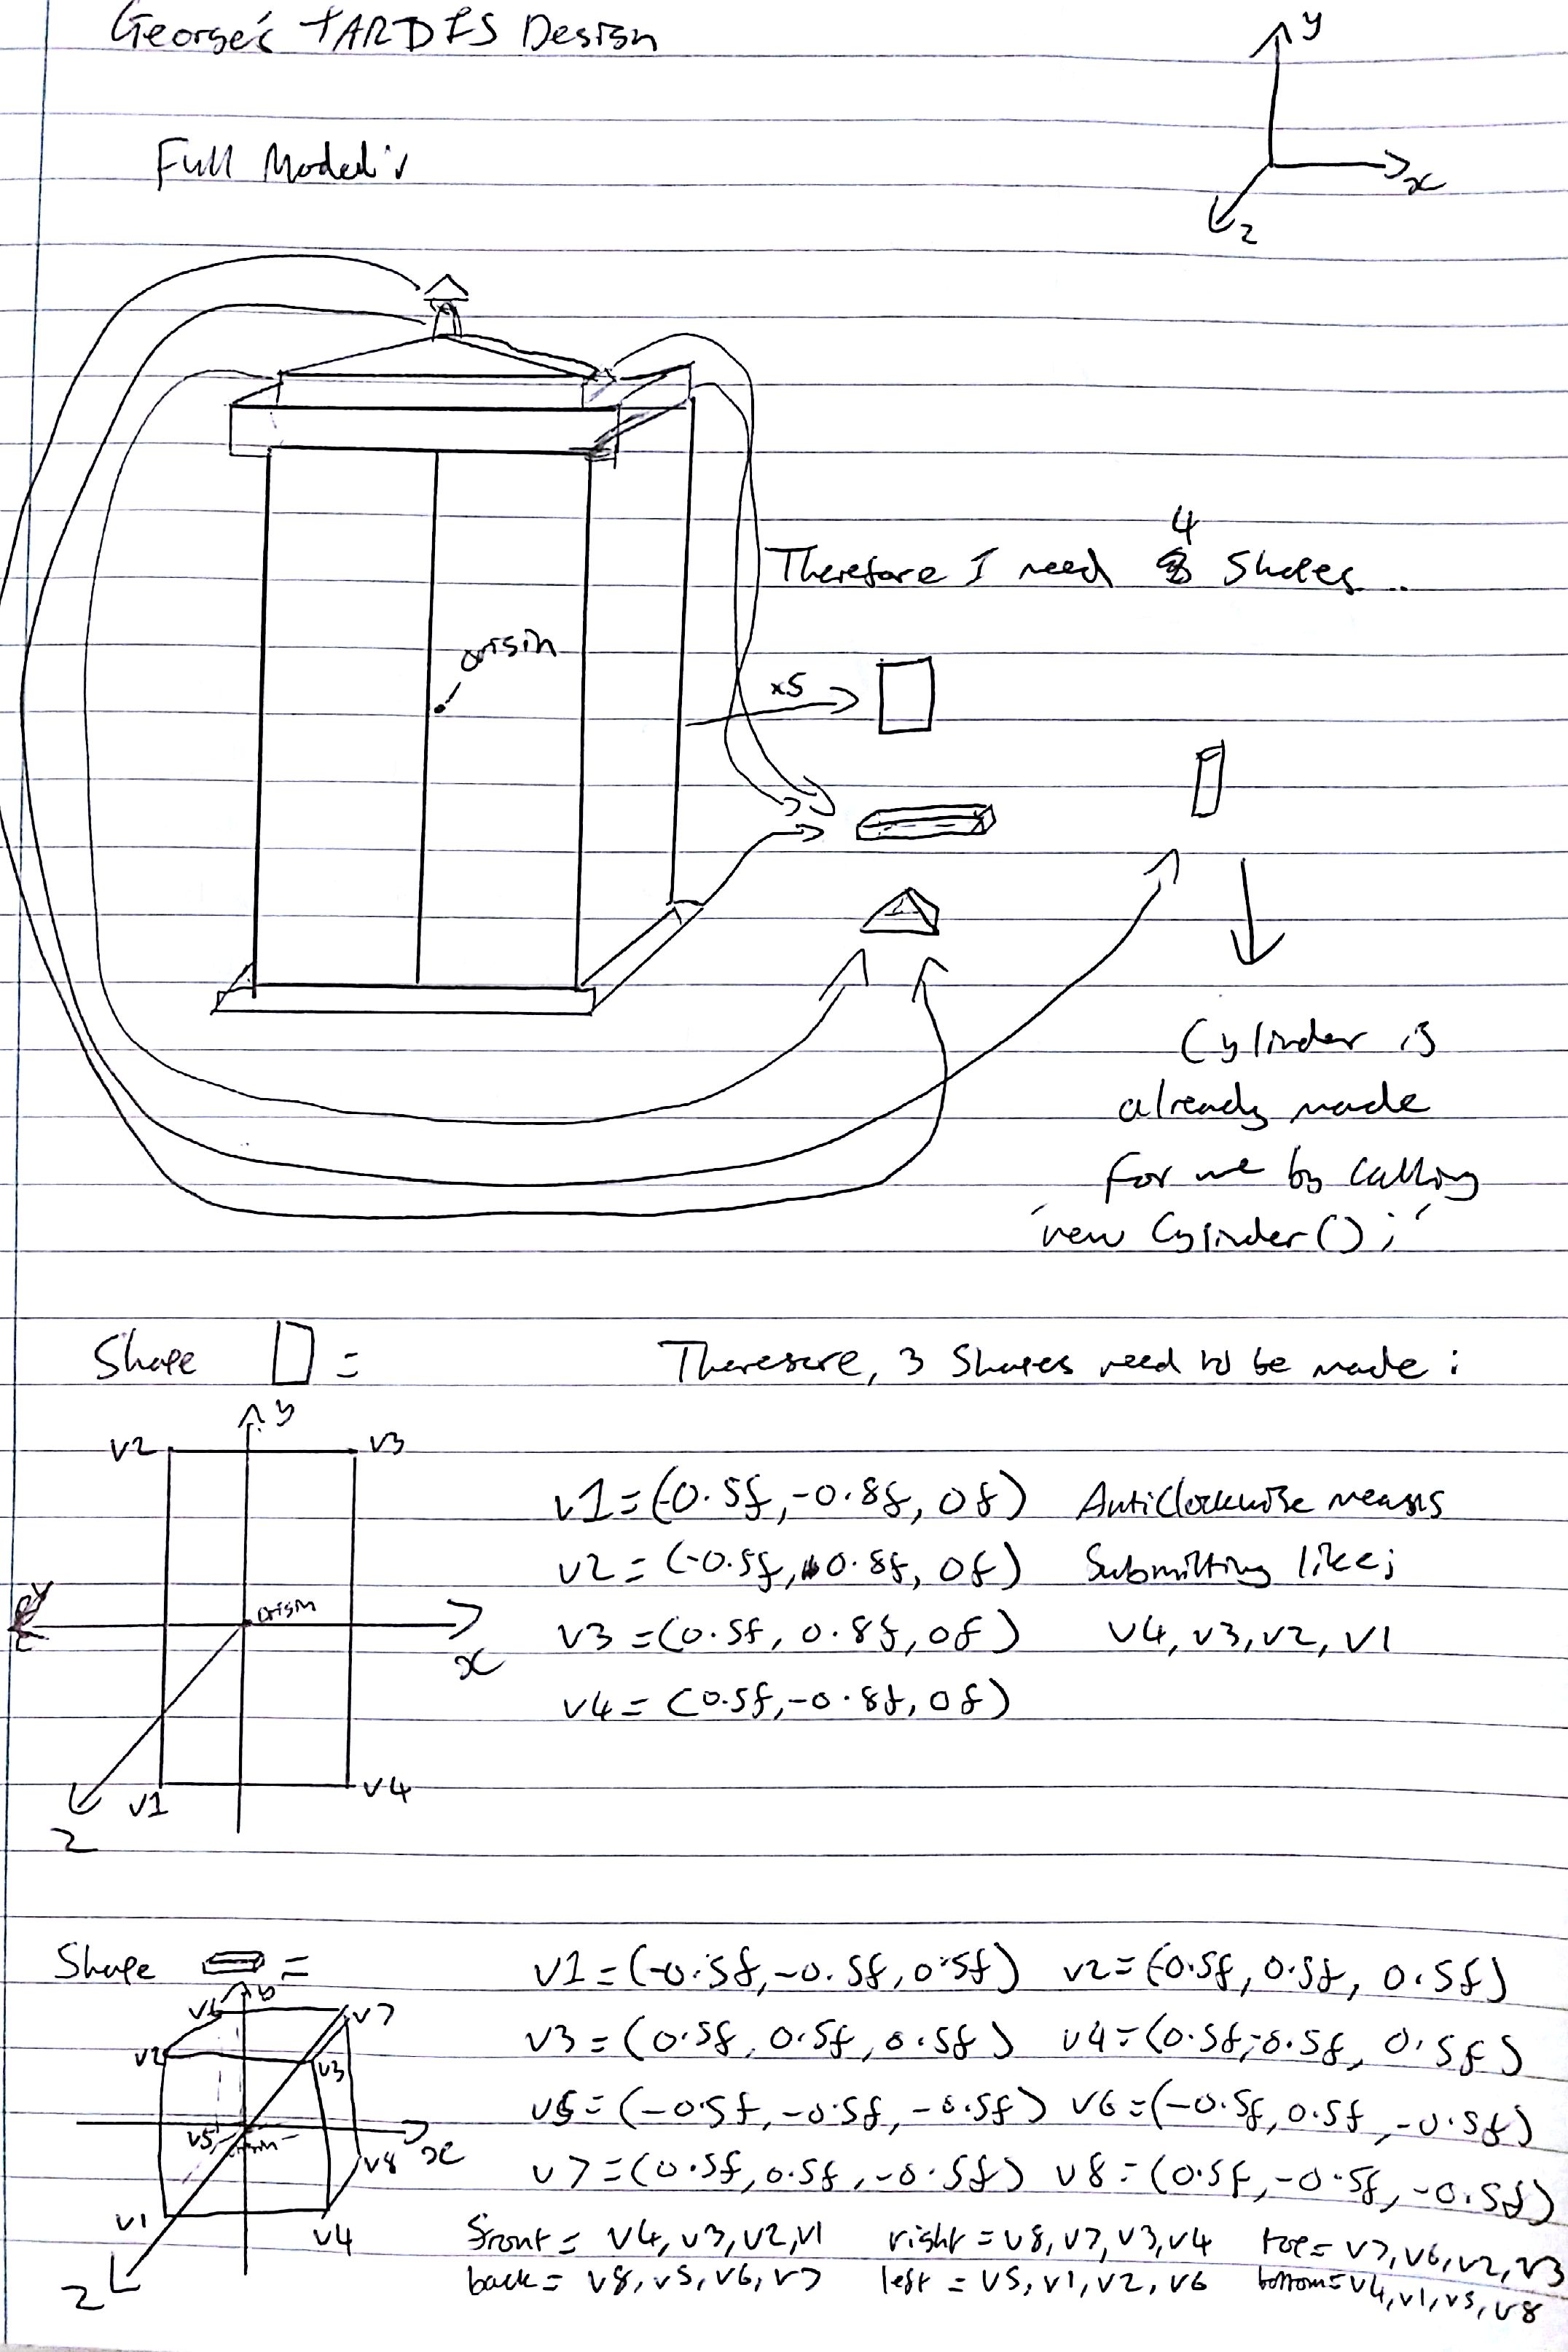 George's TARDIS Design
y
x
z
Full Model:
4
Therefore I need Shapes..
origin
x5
Cylinder is
already made
for me by calling
'new Cylinder();'
Shape =
Therefore, 3 Shapes need to be made:
y
v2 v3
v1=(-0.5f,-0.8f, 0f) Anticlockwise means
v2=(-0.5f, 0.8f, 0f) Submitting like;
origin
v3=(0.5f, 0.8f, 0f) v4, v3, v2, v1
x
v4=(0.5f,-0.8f, 0f)
v1 v4
z
Shape =
v1=(-0.5f,-0.5f, 0.5f) v2=(-0.5f, 0.5f, 0.5f)
y
v6 v7
v3=(0.5f, 0.5f, 0.5f) v4=(0.5f,-0.5f, 0.5f)
v2 v3
v5=(-0.5f,-0.5f,-0.5f) v6=(-0.5f, 0.5f,-0.5f)
v5 origin x
v7=(0.5f, 0.5f,-0.5f) v8=(0.5f,-0.5f,-0.5f)
v8
v1 v4
front= v4, v3, v2, v1 right=v8, v7, v3, v4 top= v7, v6, v2, v3
z
back= v8, v5, v6, v7 left = v5, v1, v2, v6 bottom=v4, v1, v5, v8